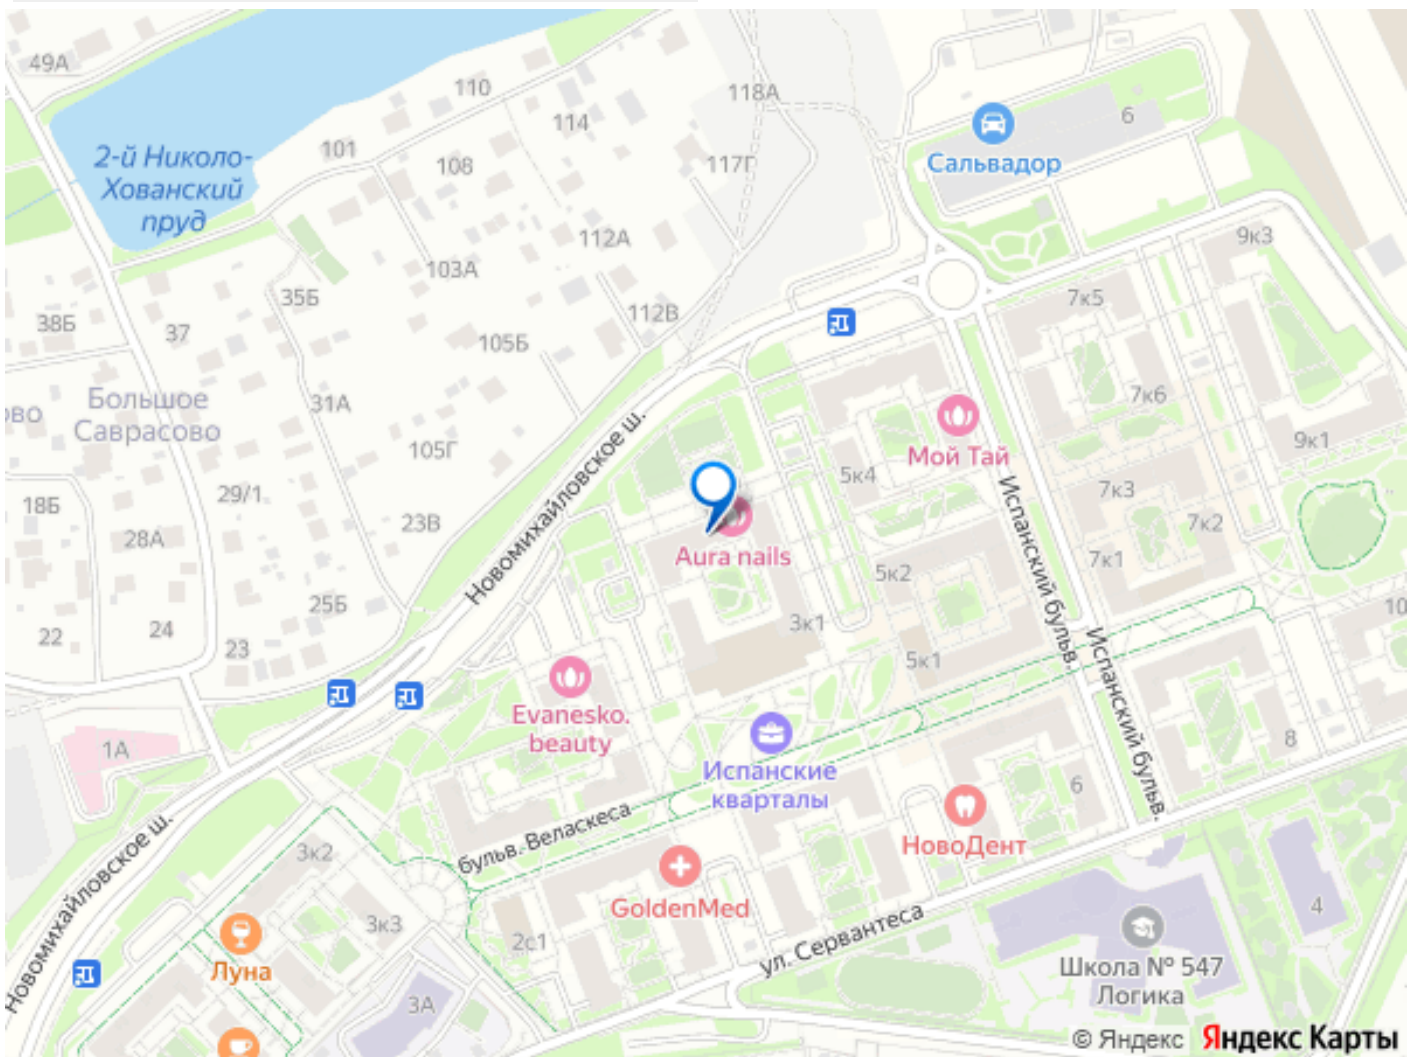 49А
110
118А
114
6
2-й Николо-
Хованский
пруд
101
108
117Г
Сальвадор
112А
9к3
103А
35Б
7к5
38Б
37
112В
105Б
Большое
Саврасово
ово
31А
7к6
Мой Тай
9к1
105Г
5к4
Новомихайловское ш.
18Б
29/1
23В
7к3
7к2
28А
Aura nails
Испанский бульв.
7к1
5к2
25Б
22
24
23
3к1
5к1
10
Испанский бульв.
Evanesko.
beauty
1А
Испанские
кварталы
8
6
бульв. Веласкеса
НовоДент
Новомихайловское ш.
3к2
GoldenMed
4
3к3
2с1
ул. Сервантеса
Луна
Школа № 547
Логика
3А
© Яндекс Яндекс Карты